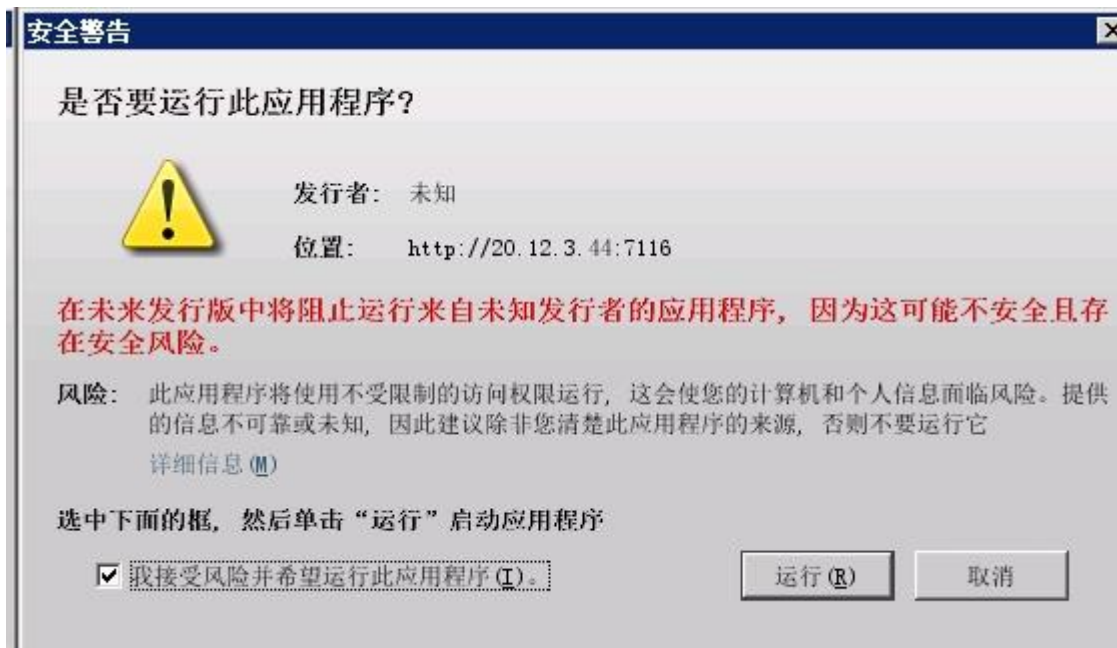 安全警告
是否要运行此应用程序?
发行者: 未知
位置: http://20.12.3.44:7116
在未来发行版中将阻止运行来自未知发行者的应用程序, 因为这可能不安全且存
在安全风险。
风险: 此应用程序将使用不受限制的访问权限运行, 这会使您的计算机和个人信息面临风险。提供
的信息不可靠或未知, 因此建议除非您清楚此应用程序的来源, 否则不要运行它
详细信息(M)
选中下面的框, 然后单击“运行”启动应用程序
我接受风险并希望运行此应用程序(I)。
运行(R) 取消